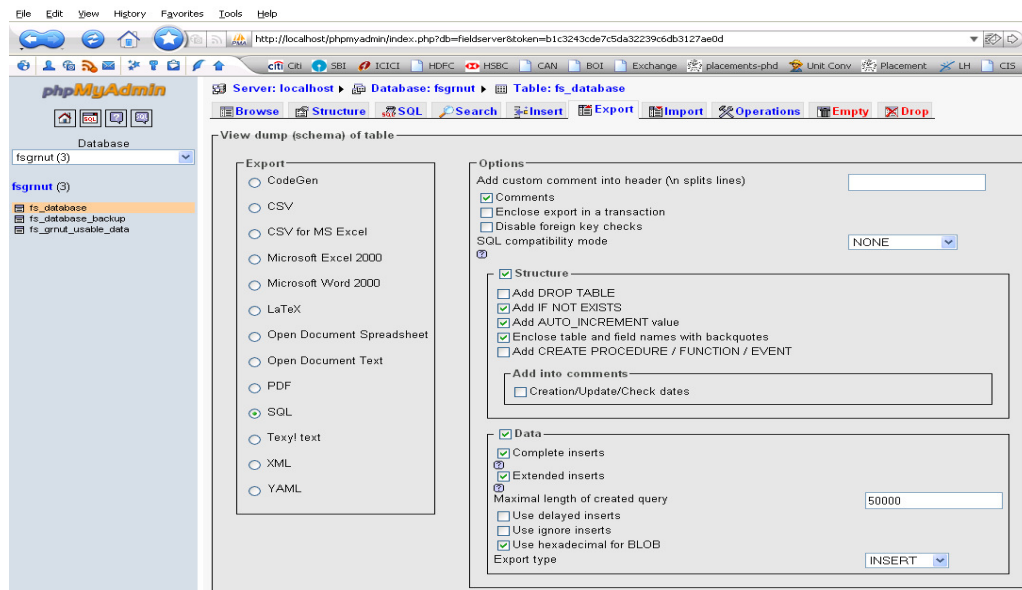 File Edit View History Favorites Tools Help
http://localhost/phpmyadmin/index.php?db=fieldserver&token=b1c3243cde7c5da32239c6db3127ae0d
citi Citi SBI ICICI HDFC HSBC CAN BOI Exchange placements-phd Unit Conv Placement LH CIS
phpMyAdmin
Server: localhost Database: fsgrnut Table: fs_database
Browse Structure SQL Search Insert Export Import Operations Empty Drop
SQL
Database
fsgrnut (3)
fsgrnut (3)
fs_database
fs_database_backup
fs_grnut_usable_data
View dump (schema) of table
Export
CodeGen
CSV
CSV for MS Excel
Microsoft Excel 2000
Microsoft Word 2000
LaTeX
Open Document Spreadsheet
Open Document Text
PDF
SQL
Texy! text
XML
YAML
Options
Add custom comment into header (\n splits lines)
Comments
Enclose export in a transaction
Disable foreign key checks
SQL compatibility mode NONE
Structure
Add DROP TABLE
Add IF NOT EXISTS
Add AUTO_INCREMENT value
Enclose table and field names with backquotes
Add CREATE PROCEDURE / FUNCTION / EVENT
Add into comments
Creation/Update/Check dates
Data
Complete inserts
Extended inserts
Maximal length of created query 50000
Use delayed inserts
Use ignore inserts
Use hexadecimal for BLOB
Export type INSERT